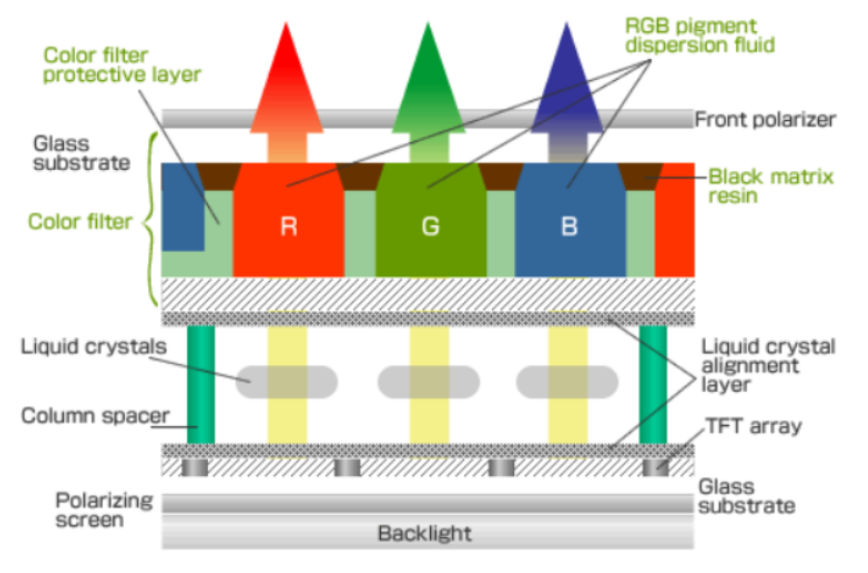 RGB pigment
dispersion fluid
Color filter
protective layer
Front polarizer
Glass
substrate
Black matrix
resin
Color filter
R
G
B
Liquid crystals
Liquid crystal
alignment
layer
Column spacer
TFT array
Glass
substrate
Polarizing
screen
Backlight